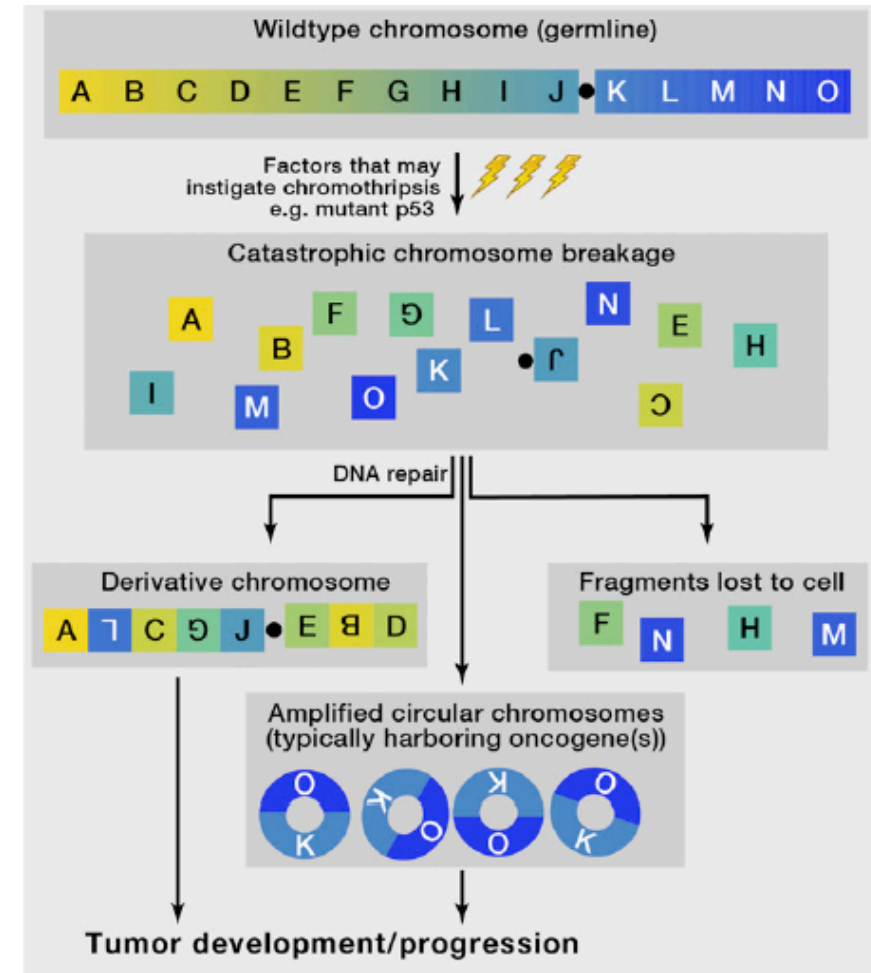 Wildtype chromosome (germline)
A B C D E F G H I J K L M N O
Factors that may
instigate chromothripsis
e.g. mutant p53
Catastrophic chromosome breakage
A B F G L N E H
I M O K J C
DNA repair
Derivative chromosome
A L C G J E B D
Fragments lost to cell
F N H M
Amplified circular chromosomes
(typically harboring oncogene(s))
O K K O K O O K
Tumor development/progression